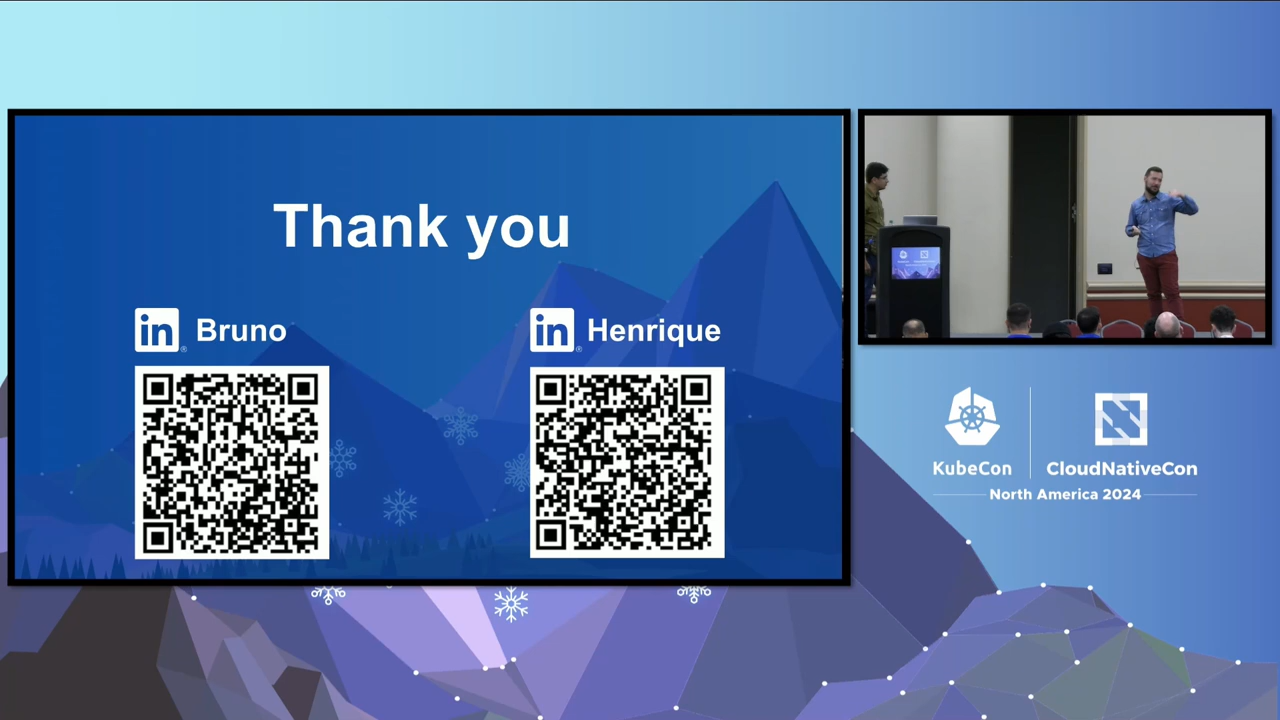 Thank you
in Bruno
in Henrique
KubeCon
CloudNativeCon
North America 2024